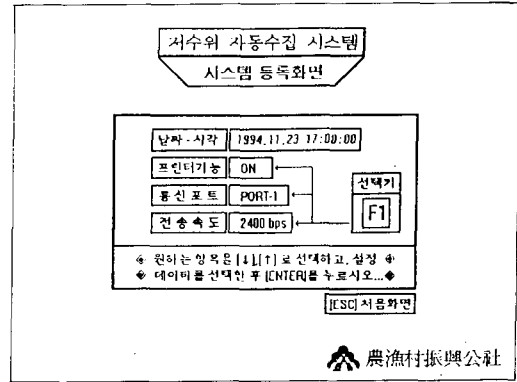 저수위 자동수집 시스템
시스템 등록화면
날짜 - 시각 1994.11.23 17:00:00
프린터기능 ON
통신포트 PORT-1
전송속도 2400 bps
선택키
F1
◈ 원하는 항목을 [↓],[↑] 로 선택하고, 설정 ◈
◈ 데이터를 선택한 후 [ENTER]를 누르시오...◈
[ESC] 처음화면
農漁村振興公社